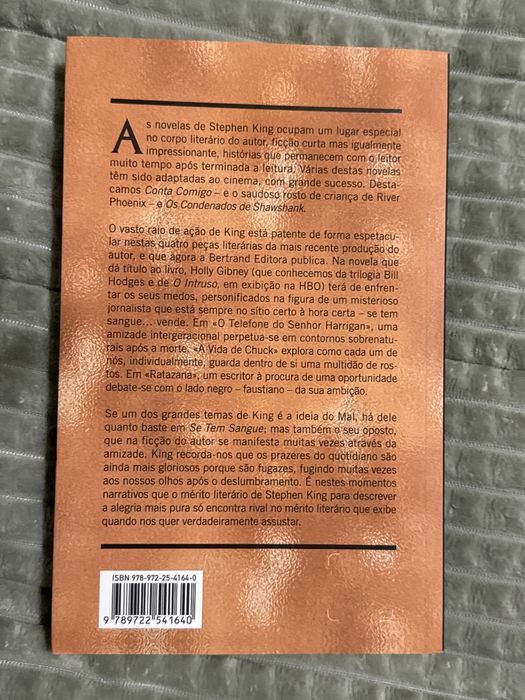 As novelas de Stephen King ocupam um lugar especial
no corpo literário do autor, ficção curta mas igualmente
impressionante, histórias que permanecem com o leitor
muito tempo após terminada a leitura. Várias destas novelas
têm sido adaptadas ao cinema, com grande sucesso. Desta-
camos Conta Comigo – e o saudoso rosto de criança de River
Phoenix – e Os Condenados de Shawshank.
O vasto raio de ação de King está patente de forma espetacu-
lar nestas quatro peças literárias da mais recente produção do
autor, e que agora a Bertrand Editora publica. Na novela que
dá título ao livro, Holly Gibney (que conhecemos da trilogia Bill
Hodges e de O Intruso, em exibição na HBO) terá de enfren-
tar os seus medos, personificados na figura de um misterioso
jornalista que está sempre no sítio certo à hora certa – se tem
sangue... vende. Em «O Telefone do Senhor Harrigan», uma
amizade intergeracional perpetua-se em contornos sobrenatu-
rais após a morte. «A Vida de Chuck» explora como cada um de
nós, individualmente, guarda dentro de si uma multidão de ros-
tos. Em «Ratazana», um escritor à procura de uma oportunidade
debate-se com o lado negro – faustiano – da sua ambição.
Se um dos grandes temas de King é a ideia do Mal, há dele
quanto baste em Se Tem Sangue; mas também o seu oposto,
que na ficção do autor se manifesta muitas vezes através da
amizade. King recorda-nos que os prazeres do quotidiano são
ainda mais gloriosos porque são fugazes, fugindo muitas vezes
aos nossos olhos após o deslumbramento. É nestes momentos
narrativos que o mérito literário de Stephen King para descrever
a alegria mais pura só encontra rival no mérito literário que exibe
quando nos quer verdadeiramente assustar.
ISBN 978-972-25-4164-0
9 789722 541640